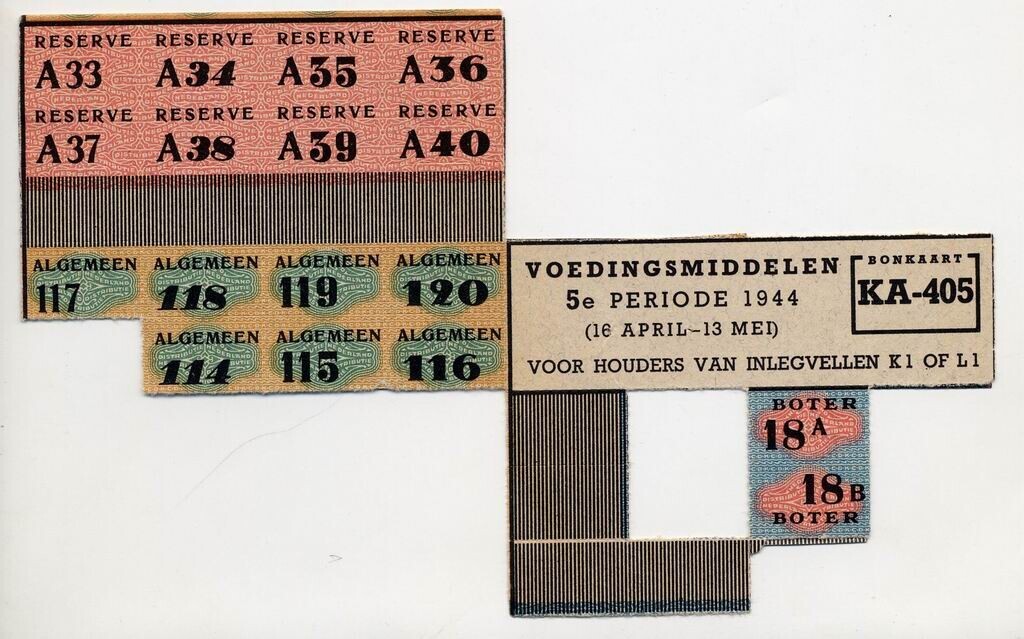 RESERVE RESERVE RESERVE RESERVE
A33 A34 A35 A36
RESERVE RESERVE RESERVE RESERVE
A37 A38 A39 A40
ALGEMEEN ALGEMEEN ALGEMEEN ALGEMEEN
117 118 119 120
ALGEMEEN ALGEMEEN ALGEMEEN
114 115 116
VOEDINGSMIDDELEN
5e PERIODE 1944
(16 APRIL-13 MEI)
BONKAART
KA-405
VOOR HOUDERS VAN INLEGVELLEN K1 OF L1
BOTER
18A
18B
BOTER